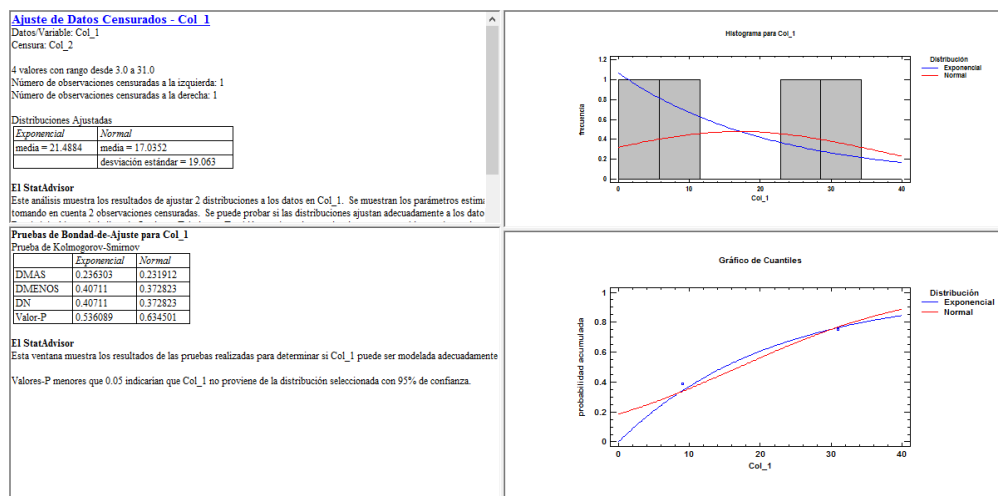 Ajuste de Datos Censurados - Col_1
Datos/Variable: Col_1
Censura: Col_2
4 valores con rango desde 3.0 a 31.0
Número de observaciones censuradas a la izquierda: 1
Número de observaciones censuradas a la derecha: 1
Distribuciones Ajustadas
Exponencial Normal
media = 21.4884 media = 17.0352
desviación estándar = 19.063
El StatAdvisor
Este análisis muestra los resultados de ajustar 2 distribuciones a los datos en Col_1. Se muestran los parámetros estima
tomando en cuenta 2 observaciones censuradas. Se puede probar si las distribuciones ajustan adecuadamente a los dato
Pruebas de Bondad-de-Ajuste para Col_1
Prueba de Kolmogorov-Smirnov
Exponencial Normal
DMAS 0.236303 0.231912
DMENOS 0.40711 0.372823
DN 0.40711 0.372823
Valor-P 0.536089 0.634501
El StatAdvisor
Esta ventana muestra los resultados de las pruebas realizadas para determinar si Col_1 puede ser modelada adecuadamente
Valores-P menores que 0.05 indicarían que Col_1 no proviene de la distribución seleccionada con 95% de confianza.
Histograma para Col_1
Distribución
Exponencial
Normal
frecuencia
1.2
1
0.8
0.6
0.4
0.2
0
0 10 20 30 40
Col_1
Gráfico de Cuantiles
Distribución
Exponencial
Normal
probabilidad acumulada
1
0.8
0.6
0.4
0.2
0
0 10 20 30 40
Col_1